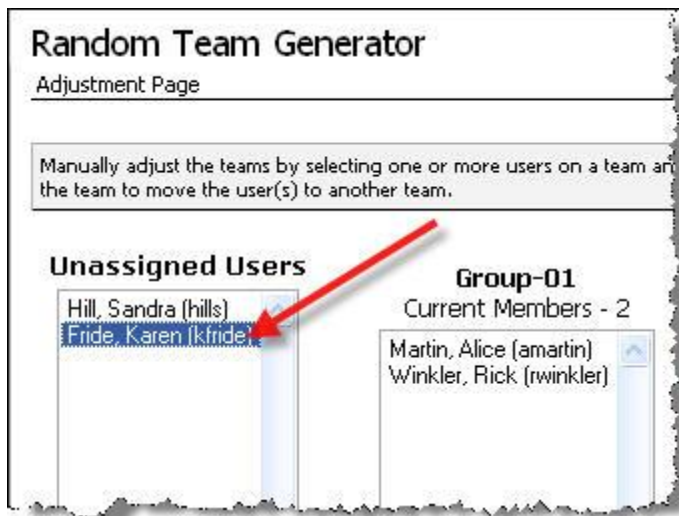 Random Team Generator
Adjustment Page
Manually adjust the teams by selecting one or more users on a team
the team to move the user(s) to another team.
Unassigned Users
Hill, Sandra (hills)
Fride, Karen (kfride)
Group-01
Current Members - 2
Martin, Alice (amartin)
Winkler, Rick (rwinkler)